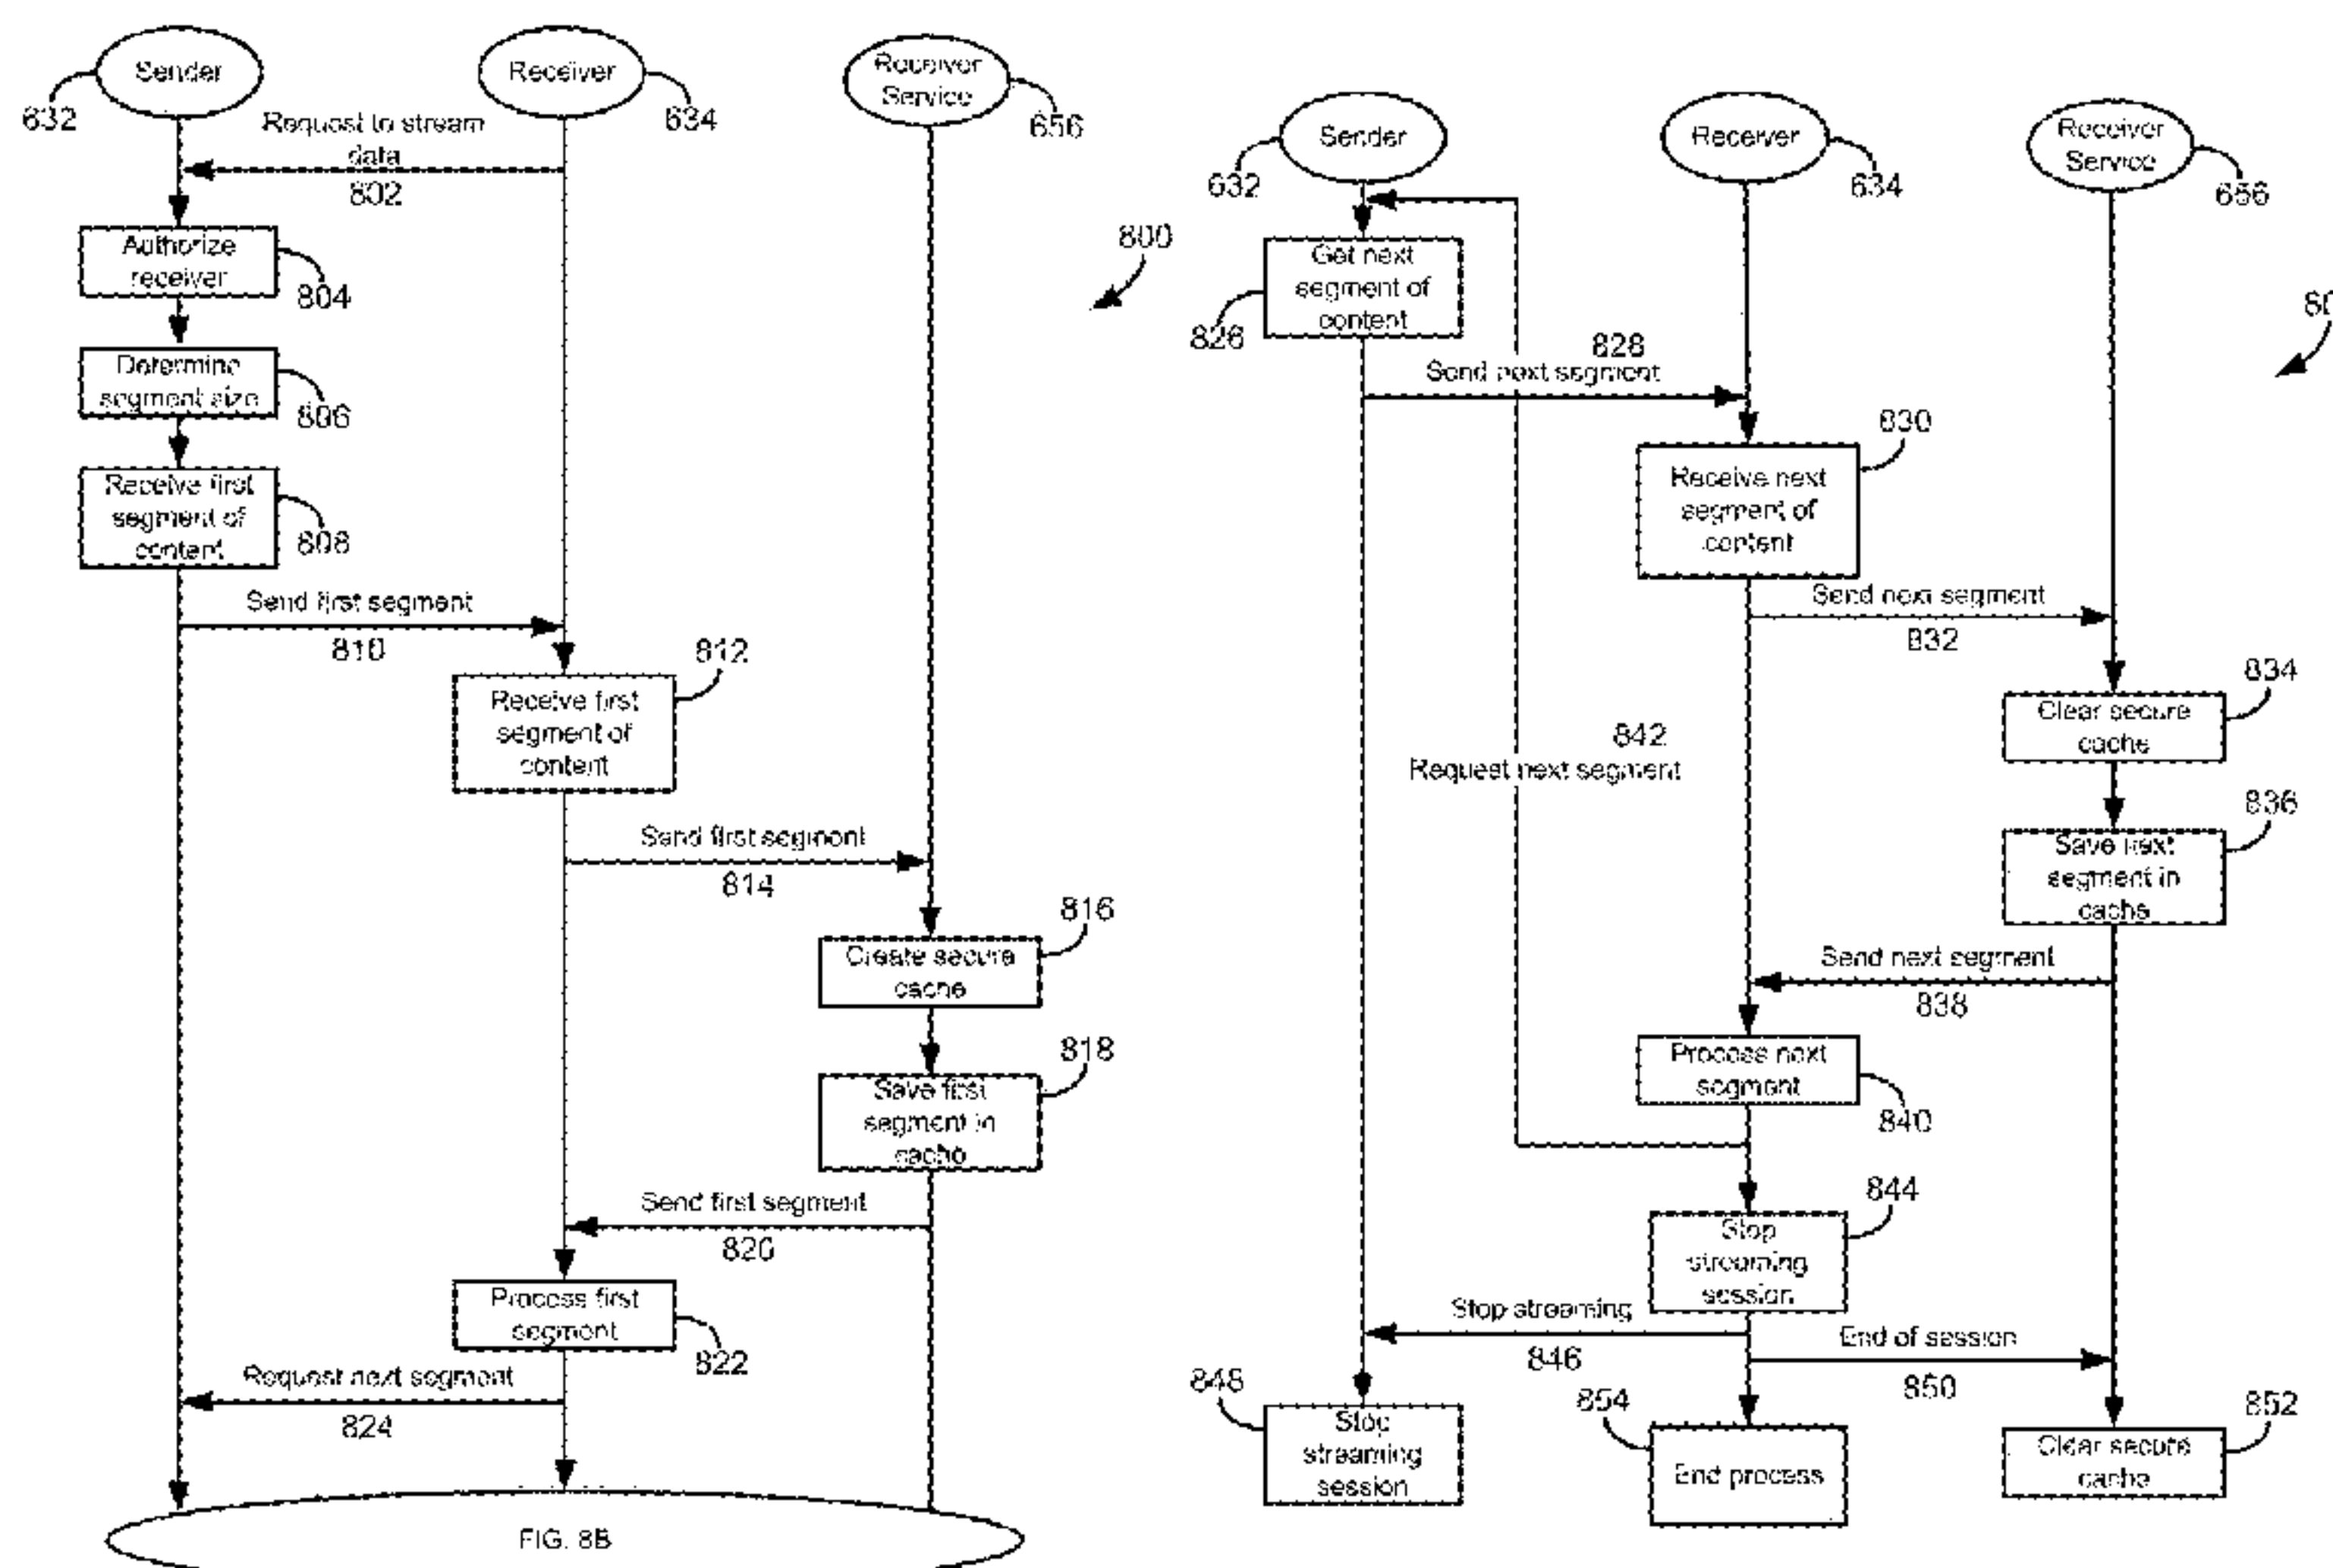 Sender
632
Receiver
634
Receiver
Service
656
Request to stream
data
802
Authorize
receiver
804
Determine
segment size
806
Receive first
segment of
content
808
Send first segment
810
Receive first
segment of
content
812
Send first segment
814
Create secure
cache
816
Save first
segment in
cache
818
Send first segment
820
Process first
segment
822
Request next segment
824
FIG. 8B
800
Sender
632
Receiver
634
Receiver
Service
656
Get next
segment of
content
826
828
Send next segment
Receive next
segment of
content
830
Send next segment
832
Clear secure
cache
834
Save next
segment in
cache
836
Send next segment
838
Process next
segment
840
842
Request next segment
Stop
streaming
session
844
Stop streaming
846
Stop
streaming
session
848
End of session
850
Clear secure
cache
852
End process
854